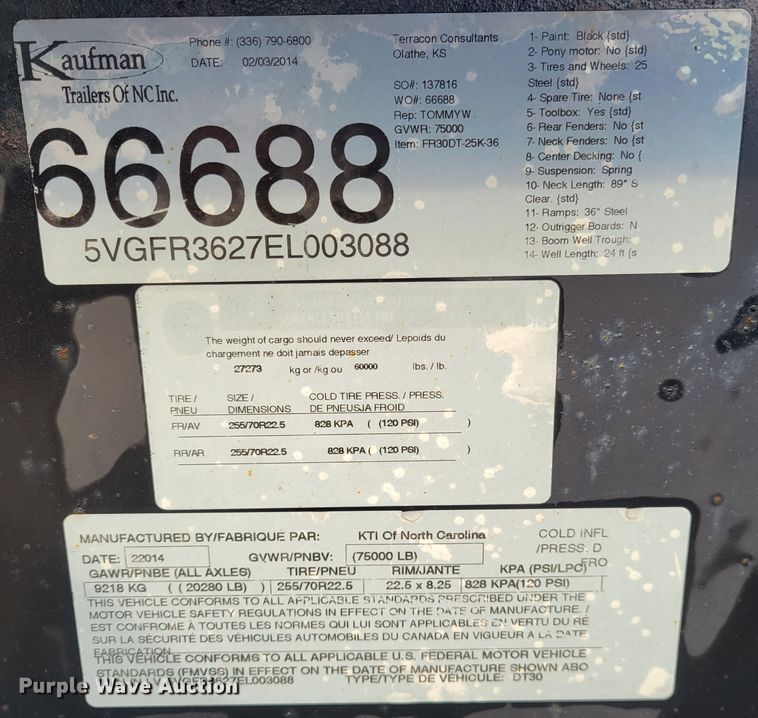 Kaufman
Trailers Of NC Inc.
Phone #: (336) 790-6800
DATE: 02/03/2014
66688
5VGFR3627EL003088
Terracon Consultants
Olathe, KS
SO#: 137816
WO#: 66688
Rep: TOMMYW
GVWR: 75000
Item: FR30DT-25K-36
1- Paint: Black {std}
2- Pony motor: No {std}
3- Tires and Wheels: 25
Steel {std}
4- Spare Tire: None {st
5- Toolbox: Yes {std}
6- Rear Fenders: No {st
7- Neck Fenders: No {st
8- Center Decking: No {
9- Suspension: Spring
10- Neck Length: 89" S
Clear. {std}
11- Ramps: 36" Steel
12- Outrigger Boards: N
13- Boom Well Trough:
14- Well Length: 24 ft {s
The weight of cargo should never exceed/ Lepoids du
chargement ne doit jamais depasser
27273 kg or /kg ou 60000 lbs. / lb.
TIRE / PNEU SIZE / DIMENSIONS COLD TIRE PRESS. / PRESS. DE PNEUSJA FROID
FR/AV 255/70R22.5 828 KPA ( (120 PSI) )
RR/AR 255/70R22.5 828 KPA ( (120 PSI) )
MANUFACTURED BY/FABRIQUE PAR: KTI Of North Carolina
COLD INFL
/PRESS. D
FRO
DATE: 22014 GVWR/PNBV: (75000 LB)
GAWR/PNBE (ALL AXLES) TIRE/PNEU RIM/JANTE KPA (PSI/LPC)
9218 KG ( ( 20280 LB) ) 255/70R22.5 22.5 x 8.25 828 KPA(120 PSI)
THIS VEHICLE CONFORMS TO ALL APPLICABLE STANDARDS PRESCRIBED UNDER THE
MOTOR VEHICLE SAFETY REGULATIONS IN EFFECT ON THE DATE OF MANUFACTURE. /
EST CONFROME À TOUTES LES NORMES QUI LUI SONT APPLICABLES EN VERTU DU RÉ
SUR LA SÉCURITÉ DES VÉHICULES AUTOMOBILES DU CANADA EN VIGUEUR A LA DATE
FABRICATION
THIS VEHICLE CONFORMS TO ALL APPLICABLE U.S. FEDERAL MOTOR VEHICLE
STANDARDS (FMVSS) IN EFFECT ON THE DATE OF MANUFACTURE SHOWN ABO
5VGFR3627EL003088 TYPE/TYPE DE VÉHICULE: DT30
Purple Wave Auction